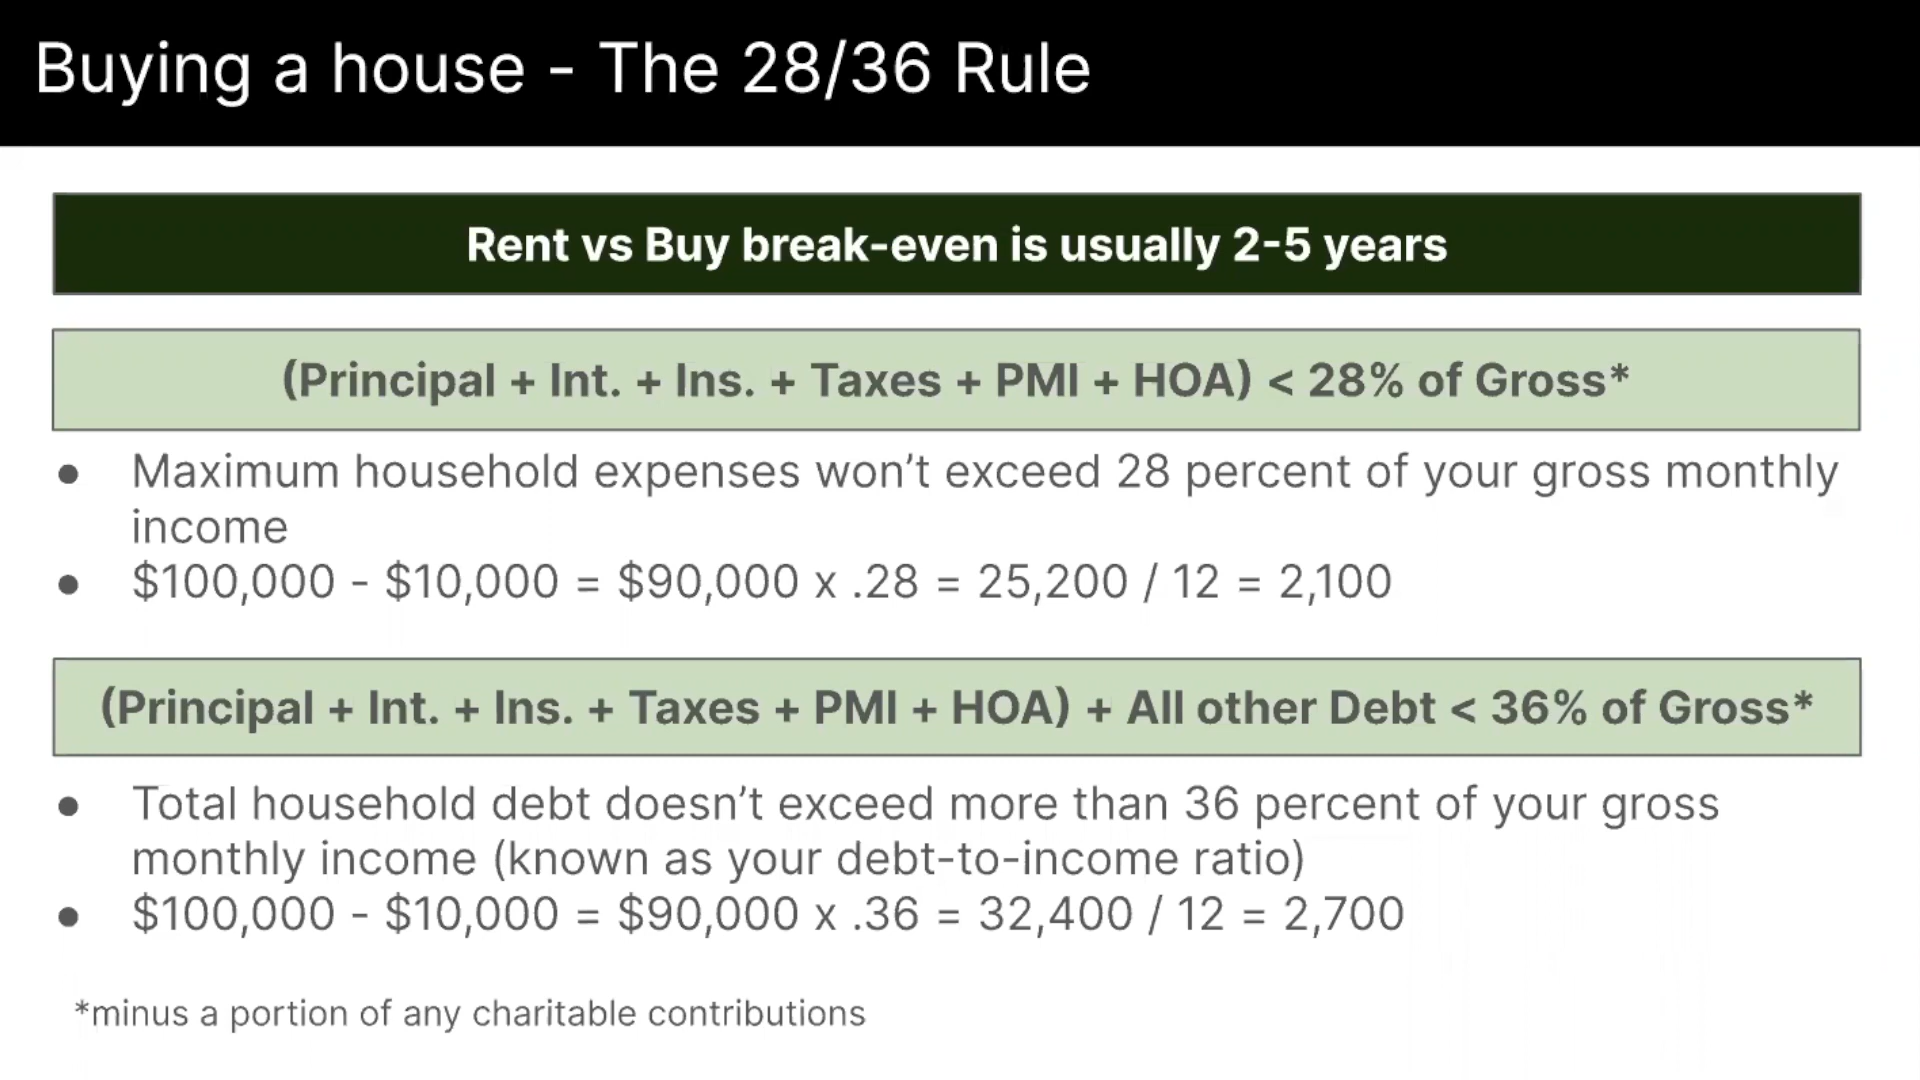 Buying a house - The 28/36 Rule
Rent vs Buy break-even is usually 2-5 years
(Principal + Int. + Ins. + Taxes + PMI + HOA) < 28% of Gross*
● Maximum household expenses won’t exceed 28 percent of your gross monthly
income
● $100,000 - $10,000 = $90,000 x .28 = 25,200 / 12 = 2,100
(Principal + Int. + Ins. + Taxes + PMI + HOA) + All other Debt < 36% of Gross*
● Total household debt doesn’t exceed more than 36 percent of your gross
monthly income (known as your debt-to-income ratio)
● $100,000 - $10,000 = $90,000 x .36 = 32,400 / 12 = 2,700
*minus a portion of any charitable contributions